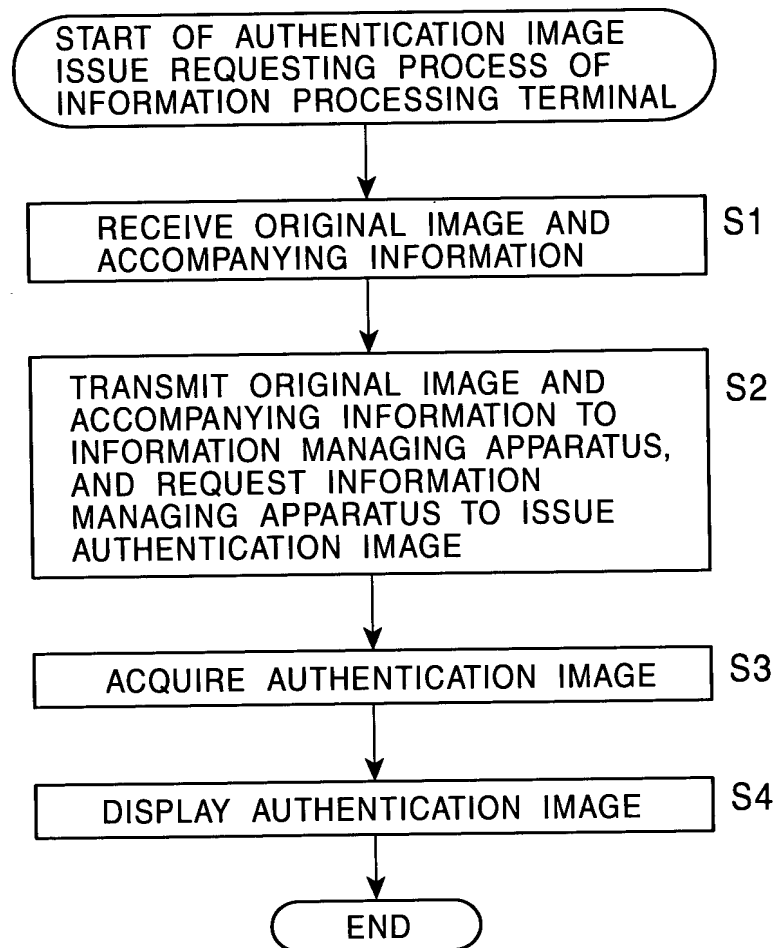 START OF AUTHENTICATION IMAGE
ISSUE REQUESTING PROCESS OF
INFORMATION PROCESSING TERMINAL
RECEIVE ORIGINAL IMAGE AND
ACCOMPANYING INFORMATION
S1
TRANSMIT ORIGINAL IMAGE AND
ACCOMPANYING INFORMATION TO
INFORMATION MANAGING APPARATUS,
AND REQUEST INFORMATION
MANAGING APPARATUS TO ISSUE
AUTHENTICATION IMAGE
S2
ACQUIRE AUTHENTICATION IMAGE
S3
DISPLAY AUTHENTICATION IMAGE
S4
END